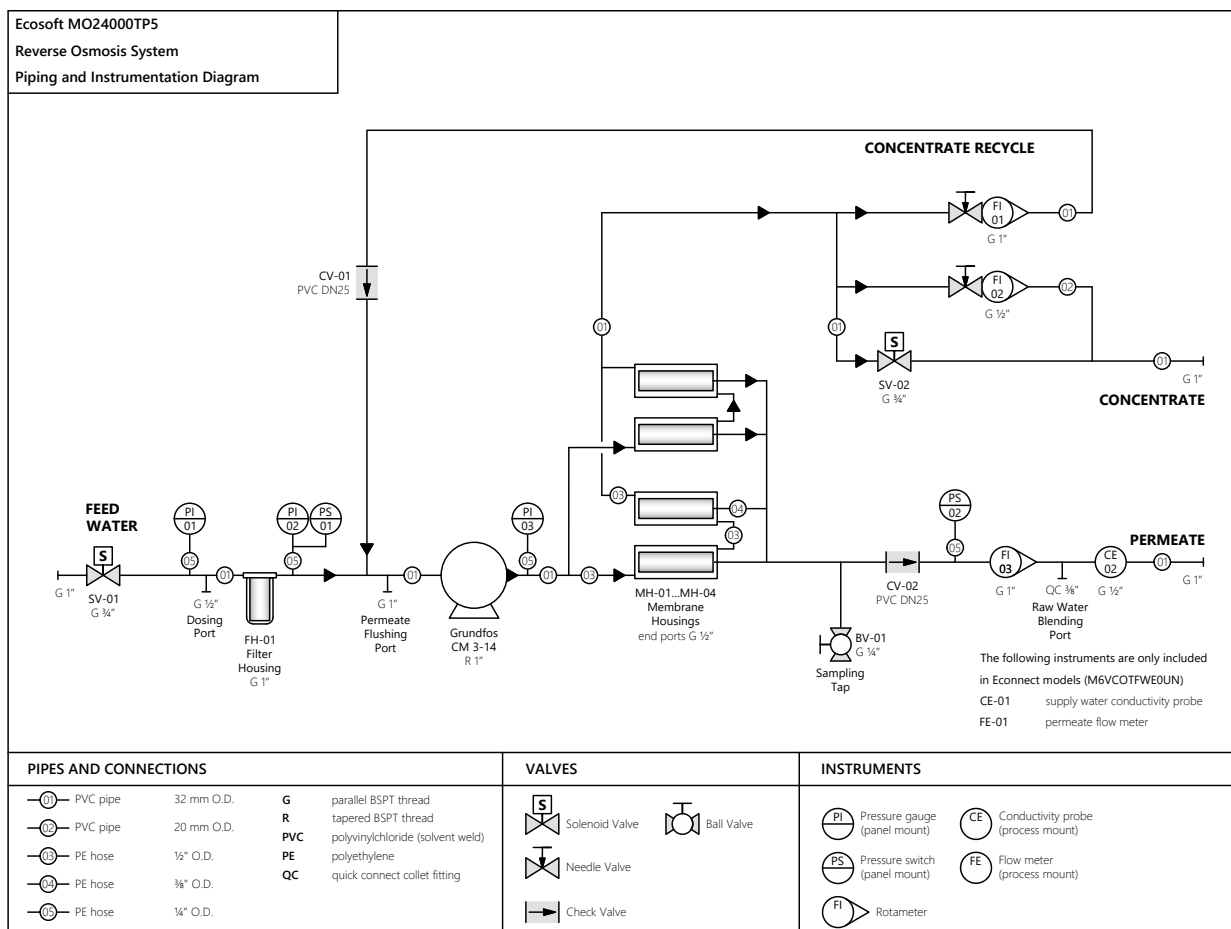 Ecosoft MO24000TP5
Reverse Osmosis System
Piping and Instrumentation Diagram
CONCENTRATE RECYCLE
FI
01
G 1"
01
CV-01
PVC DN25
FI
02
G ½"
02
01
01
S
SV-02
G ¾"
01
G 1"
CONCENTRATE
FEED
WATER
PI
01
PI
02
PS
01
PI
03
03
04
03
PS
02
PERMEATE
S
G 1"
SV-01
G ¾"
05
G ½"
Dosing
Port
01
FH-01
Filter
Housing
G 1"
05
G 1"
Permeate
Flushing
Port
01
Grundfos
CM 3-14
R 1"
05
01
03
MH-01...MH-04
Membrane
Housings
end ports G ½"
BV-01
G ¼"
Sampling
Tap
CV-02
PVC DN25
05
FI
03
G 1"
QC ⅜"
Raw Water
Blending
Port
CE
02
G ½"
01
G 1"
The following instruments are only included
in Econnect models (M6VCOTFWE0UN)
CE-01 supply water conductivity probe
FE-01 permeate flow meter
PIPES AND CONNECTIONS
01 PVC pipe 32 mm O.D.
02 PVC pipe 20 mm O.D.
03 PE hose ½" O.D.
04 PE hose ⅜" O.D.
05 PE hose ¼" O.D.
G parallel BSPT thread
R tapered BSPT thread
PVC polyvinylchloride (solvent weld)
PE polyethylene
QC quick connect collet fitting
VALVES
S Solenoid Valve
Ball Valve
Needle Valve
Check Valve
INSTRUMENTS
PI Pressure gauge
(panel mount)
CE Conductivity probe
(process mount)
PS Pressure switch
(panel mount)
FE Flow meter
(process mount)
FI Rotameter